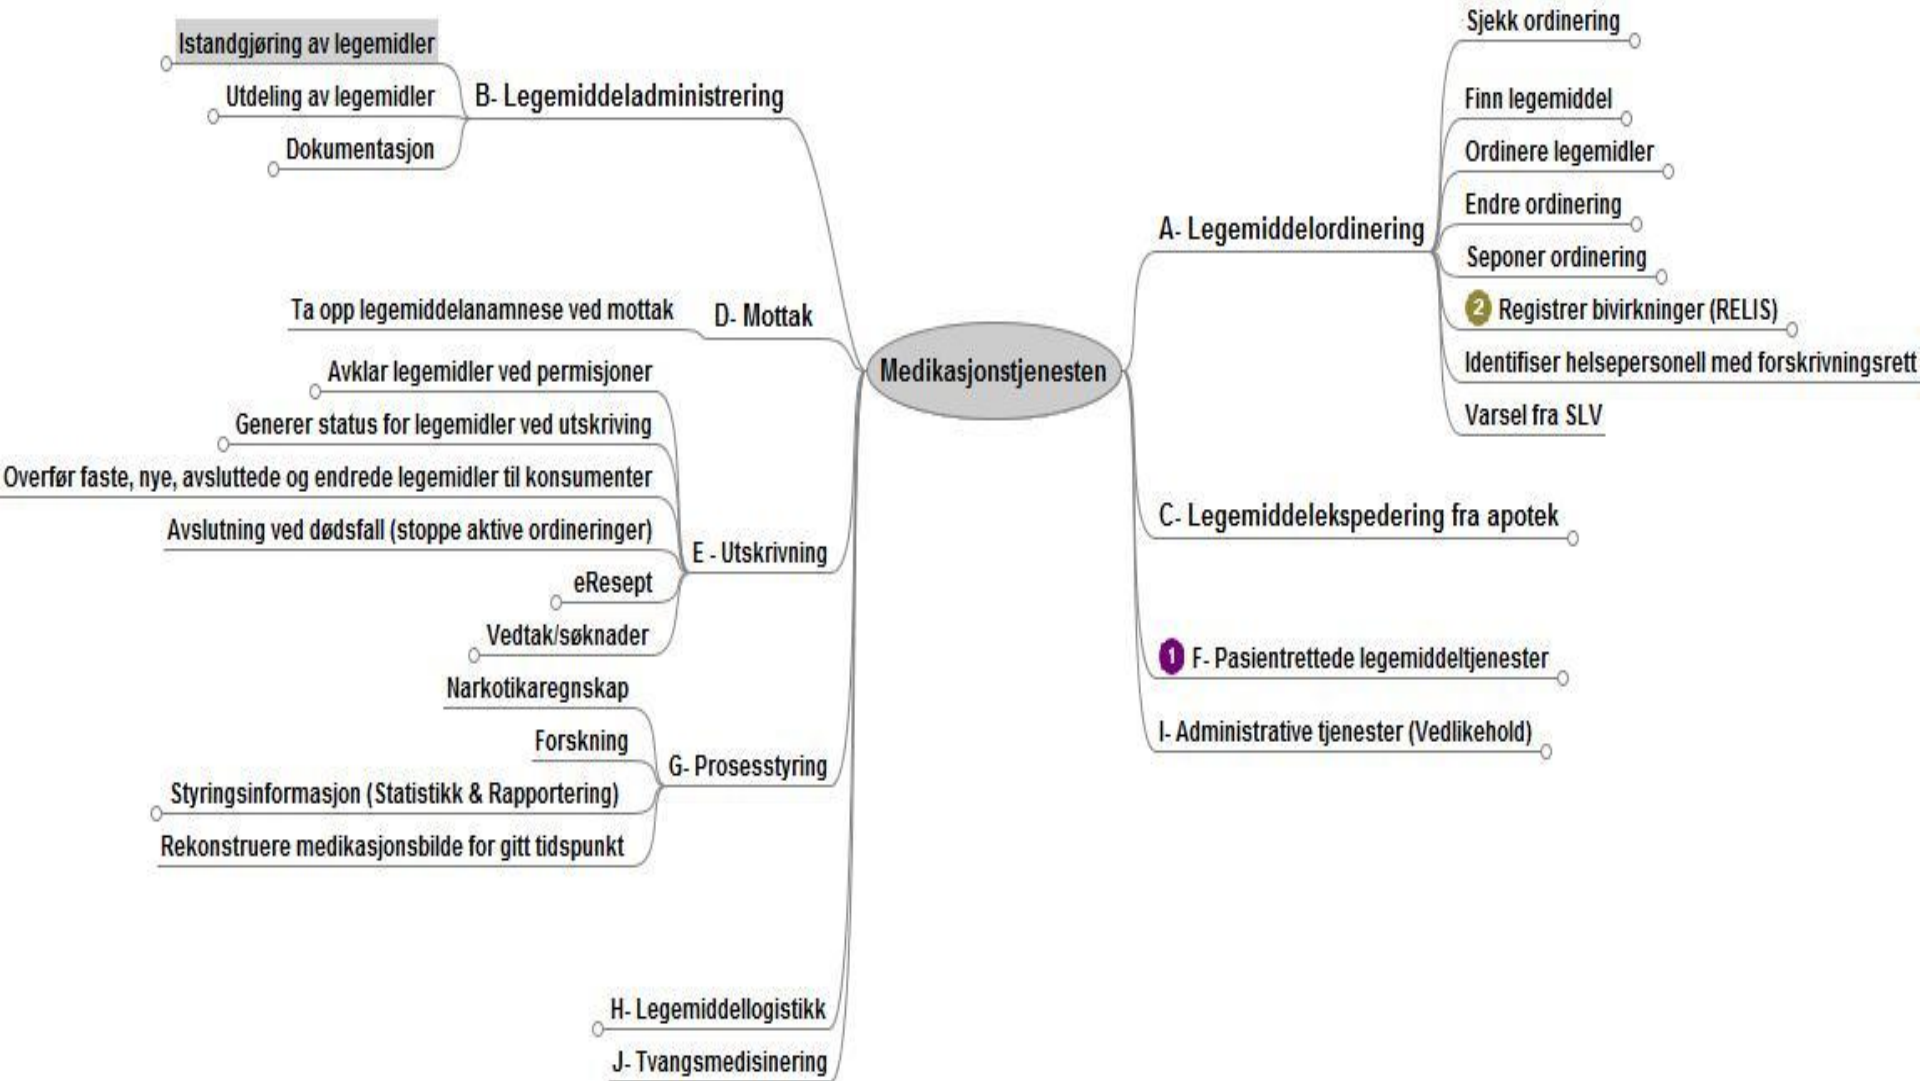 Istandgjøring av legemidler
Utdeling av legemidler
Dokumentasjon
B- Legemiddeladministrering
Ta opp legemiddelanamnese ved mottak
D- Mottak
Avklar legemidler ved permisjoner
Generer status for legemidler ved utskriving
Overfør faste, nye, avsluttede og endrede legemidler til konsumenter
Avslutning ved dødsfall (stoppe aktive ordineringer)
eResept
Vedtak/søknader
E - Utskrivning
Narkotikaregnskap
Forskning
Styringsinformasjon (Statistikk & Rapportering)
Rekonstruere medikasjonsbilde for gitt tidspunkt
G- Prosesstyring
H- Legemiddellogistikk
J- Tvangsmedisinering
Medikasjonstjenesten
A- Legemiddelordinering
Sjekk ordinering
Finn legemiddel
Ordinere legemidler
Endre ordinering
Seponer ordinering
2 Registrer bivirkninger (RELIS)
Identifiser helsepersonell med forskrivningsrett
Varsel fra SLV
C- Legemiddelekspedering fra apotek
1 F- Pasientrettede legemiddeltjenester
I- Administrative tjenester (Vedlikehold)